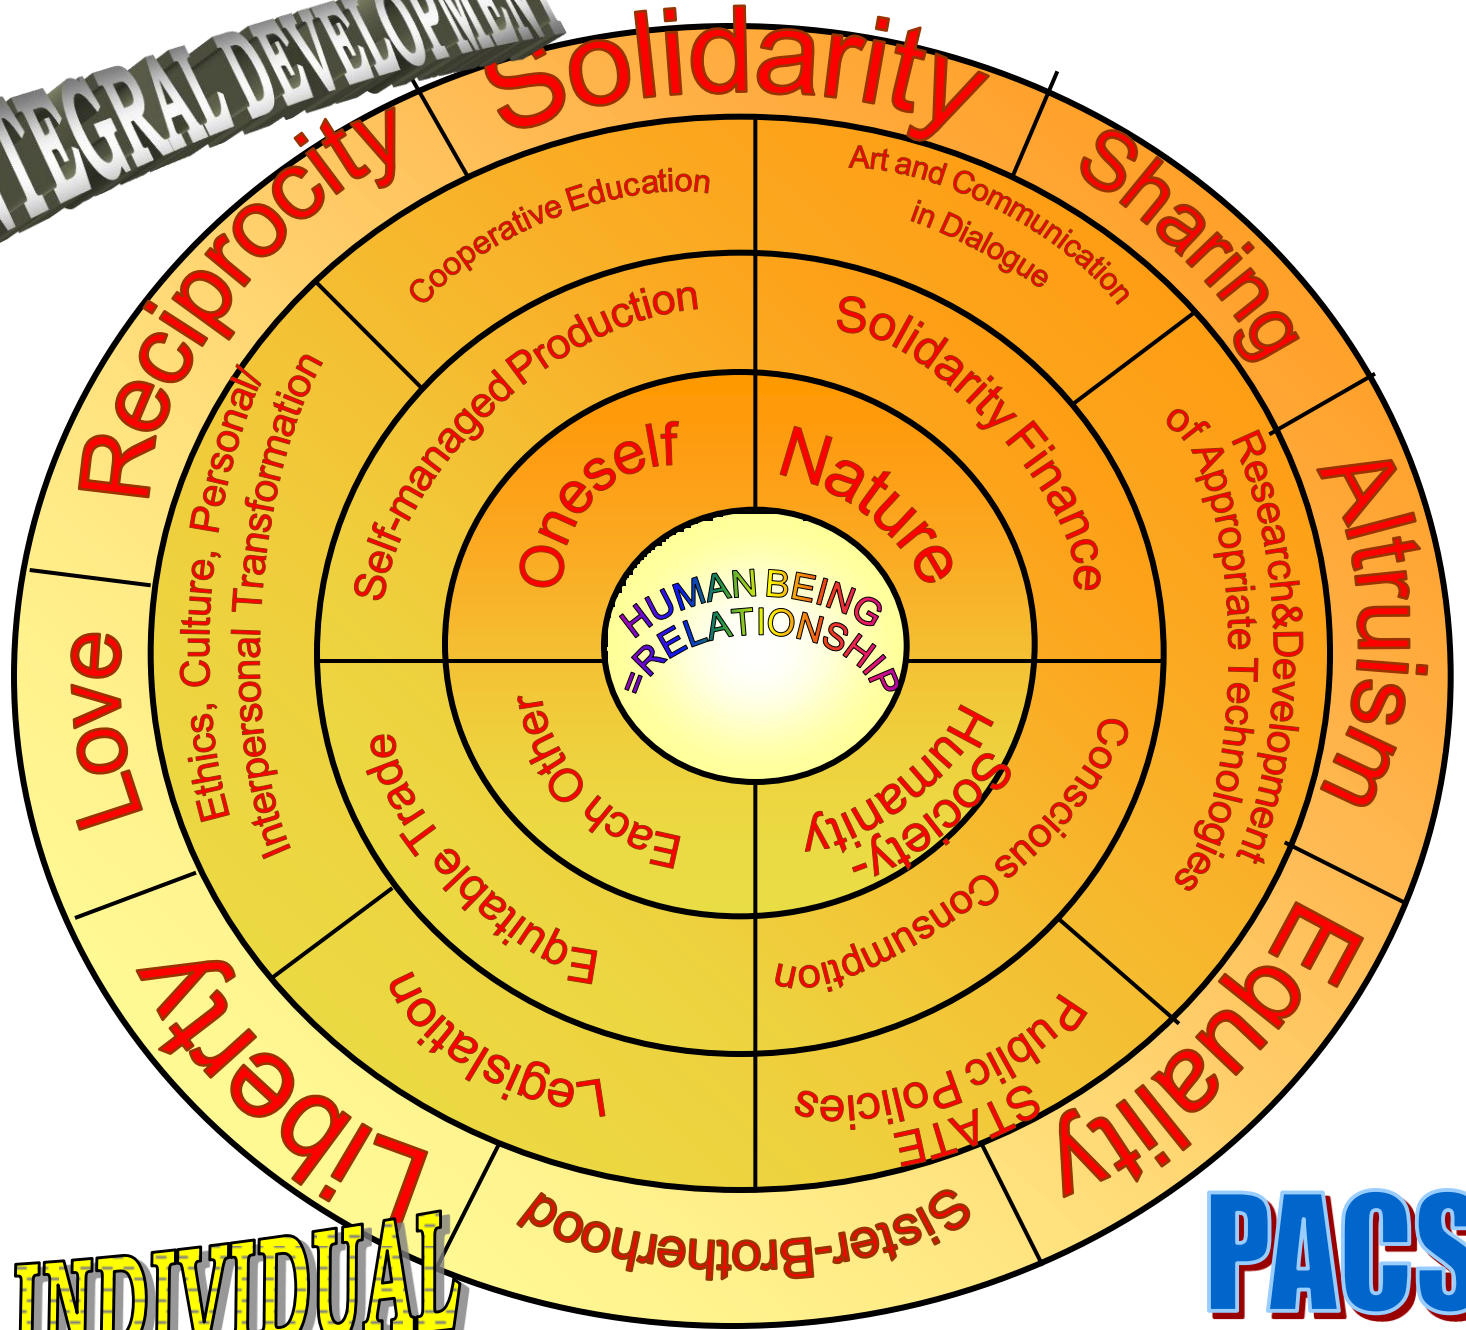 NTEGRAL DEVELOPMENT
Solidarity
Sharing
Altruism
Equality
Sister-Brotherhood
Liberty
Love
Reciprocity
Cooperative Education
Art and Communication
in Dialogue
Research&Development
of Appropriate Technologies
STATE
Public Policies
Legislation
Ethics, Culture, Personal/
Interpersonal Transformation
Self-managed Production
Solidarity Finance
Conscious Consumption
Equitable Trade
Oneself
Nature
Society-
Humanity
Each Other
HUMAN BEING
=RELATIONSHIP
INDIVIDUAL
PACS